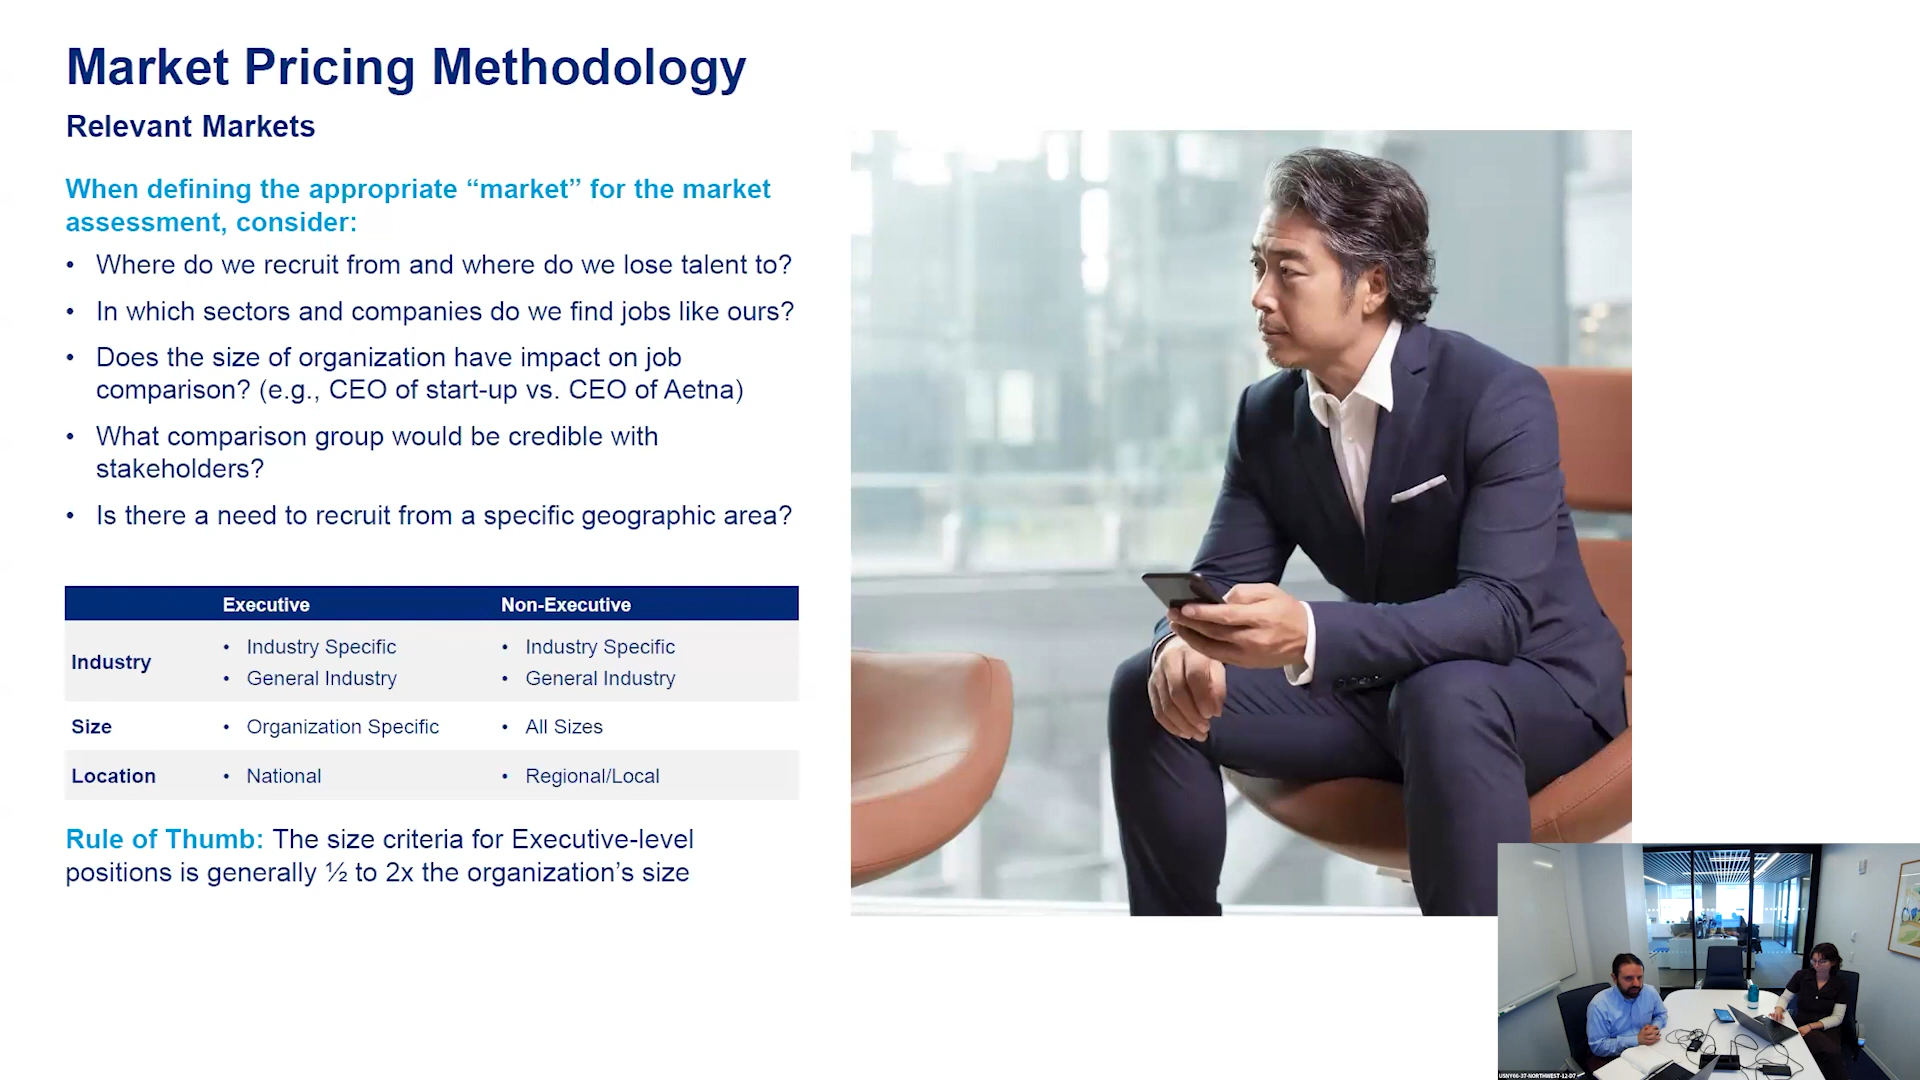 Market Pricing Methodology
Relevant Markets
When defining the appropriate “market” for the market
assessment, consider:
• Where do we recruit from and where do we lose talent to?
• In which sectors and companies do we find jobs like ours?
• Does the size of organization have impact on job
comparison? (e.g., CEO of start-up vs. CEO of Aetna)
• What comparison group would be credible with
stakeholders?
• Is there a need to recruit from a specific geographic area?
Executive Non-Executive
Industry • Industry Specific • Industry Specific
• General Industry • General Industry
Size • Organization Specific • All Sizes
Location • National • Regional/Local
Rule of Thumb: The size criteria for Executive-level
positions is generally ½ to 2x the organization’s size